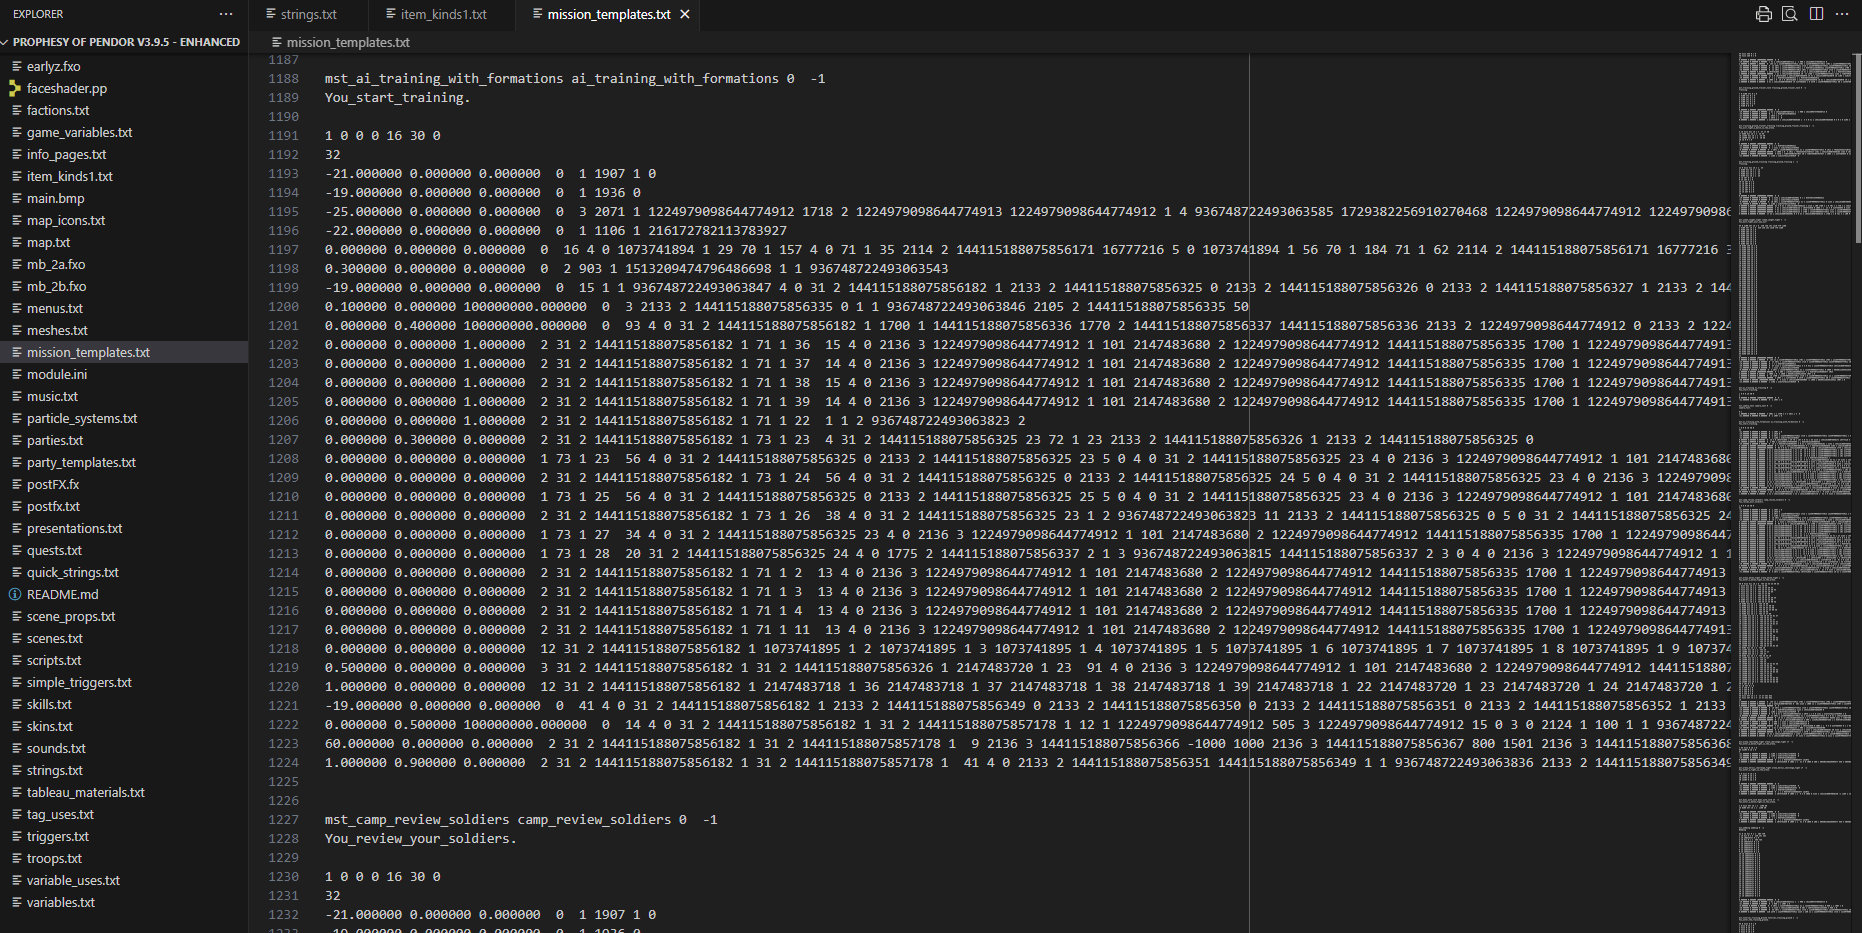 EXPLORER
PROPHESY OF PENDOR V3.9.5 - ENHANCED
earlyz.fxo
faceshader.pp
factions.txt
game_variables.txt
info_pages.txt
item_kinds1.txt
main.bmp
map_icons.txt
map.txt
mb_2a.fxo
mb_2b.fxo
menus.txt
meshes.txt
mission_templates.txt
module.ini
music.txt
particle_systems.txt
parties.txt
party_templates.txt
postFX.fx
postfx.txt
presentations.txt
quests.txt
quick_strings.txt
README.md
scene_props.txt
scenes.txt
scripts.txt
simple_triggers.txt
skills.txt
skins.txt
sounds.txt
strings.txt
tableau_materials.txt
tag_uses.txt
triggers.txt
troops.txt
variable_uses.txt
variables.txt
strings.txt item_kinds1.txt mission_templates.txt
mission_templates.txt
1187
1188 mst_ai_training_with_formations ai_training_with_formations 0  -1
1189 You_start_training.
1190
1191 1 0 0 0 16 30 0
1192 32
1193 -21.000000 0.000000 0.000000  0  1 1907 1 0
1194 -19.000000 0.000000 0.000000  0  1 1936 0
1195 -25.000000 0.000000 0.000000  0  3 2071 1 1224979098644774912 1718 2 1224979098644774913 1224979098644774912 1 4 936748722493063585 1729382256910270468 1224979098644774912 12249790986
1196 -22.000000 0.000000 0.000000  0  1 1106 1 216172782113783927
1197 0.000000 0.000000 0.000000  0  16 4 0 1073741894 1 29 70 1 157 4 0 71 1 35 2114 2 144115188075856171 16777216 5 0 1073741894 1 56 70 1 184 71 1 62 2114 2 144115188075856171 16777216 3
1198 0.300000 0.000000 0.000000  0  2 903 1 1513209474796486698 1 1 936748722493063543
1199 -19.000000 0.000000 0.000000  0  15 1 1 936748722493063847 4 0 31 2 144115188075856182 1 2133 2 144115188075856325 0 2133 2 144115188075856326 0 2133 2 144115188075856327 1 2133 2 144
1200 0.100000 0.000000 100000000.000000  0  3 2133 2 144115188075856335 0 1 1 936748722493063846 2105 2 144115188075856335 50
1201 0.000000 0.400000 100000000.000000  0  93 4 0 31 2 144115188075856182 1 1700 1 144115188075856336 1770 2 144115188075856337 144115188075856336 2133 2 1224979098644774912 0 2133 2 1224
1202 0.000000 0.000000 1.000000  2 31 2 144115188075856182 1 71 1 36  15 4 0 2136 3 1224979098644774912 1 101 2147483680 2 1224979098644774912 144115188075856335 1700 1 1224979098644774913
1203 0.000000 0.000000 1.000000  2 31 2 144115188075856182 1 71 1 37  14 4 0 2136 3 1224979098644774912 1 101 2147483680 2 1224979098644774912 144115188075856335 1700 1 1224979098644774913
1204 0.000000 0.000000 1.000000  2 31 2 144115188075856182 1 71 1 38  15 4 0 2136 3 1224979098644774912 1 101 2147483680 2 1224979098644774912 144115188075856335 1700 1 1224979098644774913
1205 0.000000 0.000000 1.000000  2 31 2 144115188075856182 1 71 1 39  14 4 0 2136 3 1224979098644774912 1 101 2147483680 2 1224979098644774912 144115188075856335 1700 1 1224979098644774913
1206 0.000000 0.000000 1.000000  2 31 2 144115188075856182 1 71 1 22  1 1 2 936748722493063823 2
1207 0.000000 0.300000 0.000000  2 31 2 144115188075856182 1 73 1 23  4 31 2 144115188075856325 23 72 1 23 2133 2 144115188075856326 1 2133 2 144115188075856325 0
1208 0.000000 0.000000 0.000000  1 73 1 23  56 4 0 31 2 144115188075856325 0 2133 2 144115188075856325 23 5 0 4 0 31 2 144115188075856325 23 4 0 2136 3 1224979098644774912 1 101 2147483680
1209 0.000000 0.000000 0.000000  2 31 2 144115188075856182 1 73 1 24  56 4 0 31 2 144115188075856325 0 2133 2 144115188075856325 24 5 0 4 0 31 2 144115188075856325 23 4 0 2136 3 1224979098
1210 0.000000 0.000000 0.000000  1 73 1 25  56 4 0 31 2 144115188075856325 0 2133 2 144115188075856325 25 5 0 4 0 31 2 144115188075856325 23 4 0 2136 3 1224979098644774912 1 101 2147483680
1211 0.000000 0.000000 0.000000  2 31 2 144115188075856182 1 73 1 26  38 4 0 31 2 144115188075856325 23 1 2 936748722493063823 11 2133 2 144115188075856325 0 5 0 31 2 144115188075856325 24
1212 0.000000 0.000000 0.000000  1 73 1 27  34 4 0 31 2 144115188075856325 23 4 0 2136 3 1224979098644774912 1 101 2147483680 2 1224979098644774912 144115188075856335 1700 1 12249790986447
1213 0.000000 0.000000 0.000000  1 73 1 28  20 31 2 144115188075856325 24 4 0 1775 2 144115188075856337 2 1 3 936748722493063815 144115188075856337 2 3 0 4 0 2136 3 1224979098644774912 1 1
1214 0.000000 0.000000 0.000000  2 31 2 144115188075856182 1 71 1 2  13 4 0 2136 3 1224979098644774912 1 101 2147483680 2 1224979098644774912 144115188075856335 1700 1 1224979098644774913
1215 0.000000 0.000000 0.000000  2 31 2 144115188075856182 1 71 1 3  13 4 0 2136 3 1224979098644774912 1 101 2147483680 2 1224979098644774912 144115188075856335 1700 1 1224979098644774913
1216 0.000000 0.000000 0.000000  2 31 2 144115188075856182 1 71 1 4  13 4 0 2136 3 1224979098644774912 1 101 2147483680 2 1224979098644774912 144115188075856335 1700 1 1224979098644774913
1217 0.000000 0.000000 0.000000  2 31 2 144115188075856182 1 71 1 11  13 4 0 2136 3 1224979098644774912 1 101 2147483680 2 1224979098644774912 144115188075856335 1700 1 1224979098644774913
1218 0.000000 0.000000 0.000000  12 31 2 144115188075856182 1 1073741895 1 2 1073741895 1 3 1073741895 1 4 1073741895 1 5 1073741895 1 6 1073741895 1 7 1073741895 1 8 1073741895 1 9 107374
1219 0.500000 0.000000 0.000000  3 31 2 144115188075856182 1 31 2 144115188075856326 1 2147483720 1 23  91 4 0 2136 3 1224979098644774912 1 101 2147483680 2 1224979098644774912 1441151880７
1220 1.000000 0.000000 0.000000  12 31 2 144115188075856182 1 2147483718 1 36 2147483718 1 37 2147483718 1 38 2147483718 1 39 2147483718 1 22 2147483720 1 23 2147483720 1 24 2147483720 1 2
1221 -19.000000 0.000000 0.000000  0  41 4 0 31 2 144115188075856182 1 2133 2 144115188075856349 0 2133 2 144115188075856350 0 2133 2 144115188075856351 0 2133 2 144115188075856352 1 2133
1222 0.000000 0.500000 100000000.000000  0  14 4 0 31 2 144115188075856182 1 31 2 144115188075857178 1 12 1 1224979098644774912 505 3 1224979098644774912 15 0 3 0 2124 1 100 1 1 936748724
1223 60.000000 0.000000 0.000000  2 31 2 144115188075856182 1 31 2 144115188075857178 1  9 2136 3 144115188075856366 -1000 1000 2136 3 144115188075856367 800 1501 2136 3 144115188075856368
1224 1.000000 0.900000 0.000000  2 31 2 144115188075856182 1 31 2 144115188075857178 1  41 4 0 2133 2 144115188075856351 144115188075856349 1 1 936748722493063836 2133 2 144115188075856349
1225
1226
1227 mst_camp_review_soldiers camp_review_soldiers 0  -1
1228 You_review_your_soldiers.
1229
1230 1 0 0 0 16 30 0
1231 32
1232 -21.000000 0.000000 0.000000  0  1 1907 1 0